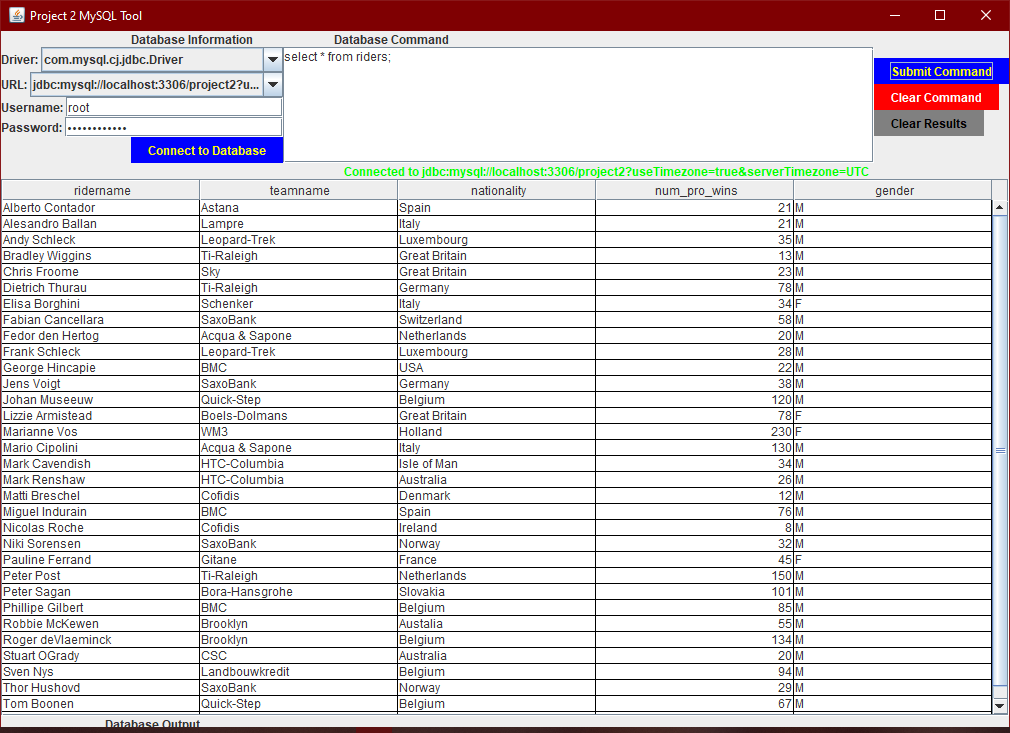 Project 2 MySQL Tool
Database Information Database Command
Driver: com.mysql.cj.jdbc.Driver
URL: jdbc:mysql://localhost:3306/project2?u...
Username: root
Password: ••••••••••••
Connect to Database
select * from riders;
Submit Command
Clear Command
Clear Results
Connected to jdbc:mysql://localhost:3306/project2?useTimezone=true&serverTimezone=UTC
ridername teamname nationality num_pro_wins gender
Alberto Contador Astana Spain 21 M
Alesandro Ballan Lampre Italy 21 M
Andy Schleck Leopard-Trek Luxembourg 35 M
Bradley Wiggins Ti-Raleigh Great Britain 13 M
Chris Froome Sky Great Britain 23 M
Dietrich Thurau Ti-Raleigh Germany 78 M
Elisa Borghini Schenker Italy 34 F
Fabian Cancellara SaxoBank Switzerland 58 M
Fedor den Hertog Acqua & Sapone Netherlands 20 M
Frank Schleck Leopard-Trek Luxembourg 28 M
George Hincapie BMC USA 22 M
Jens Voigt SaxoBank Germany 38 M
Johan Museeuw Quick-Step Belgium 120 M
Lizzie Armistead Boels-Dolmans Great Britain 78 F
Marianne Vos WM3 Holland 230 F
Mario Cipolini Acqua & Sapone Italy 130 M
Mark Cavendish HTC-Columbia Isle of Man 34 M
Mark Renshaw HTC-Columbia Australia 26 M
Matti Breschel Cofidis Denmark 12 M
Miguel Indurain BMC Spain 76 M
Nicolas Roche Cofidis Ireland 8 M
Niki Sorensen SaxoBank Norway 32 M
Pauline Ferrand Gitane France 45 F
Peter Post Ti-Raleigh Netherlands 150 M
Peter Sagan Bora-Hansgrohe Slovakia 101 M
Phillipe Gilbert BMC Belgium 85 M
Robbie McKewen Brooklyn Austalia 55 M
Roger deVlaeminck Brooklyn Belgium 134 M
Stuart OGrady CSC Australia 20 M
Sven Nys Landbouwkredit Belgium 94 M
Thor Hushovd SaxoBank Norway 29 M
Tom Boonen Quick-Step Belgium 67 M
Database Output